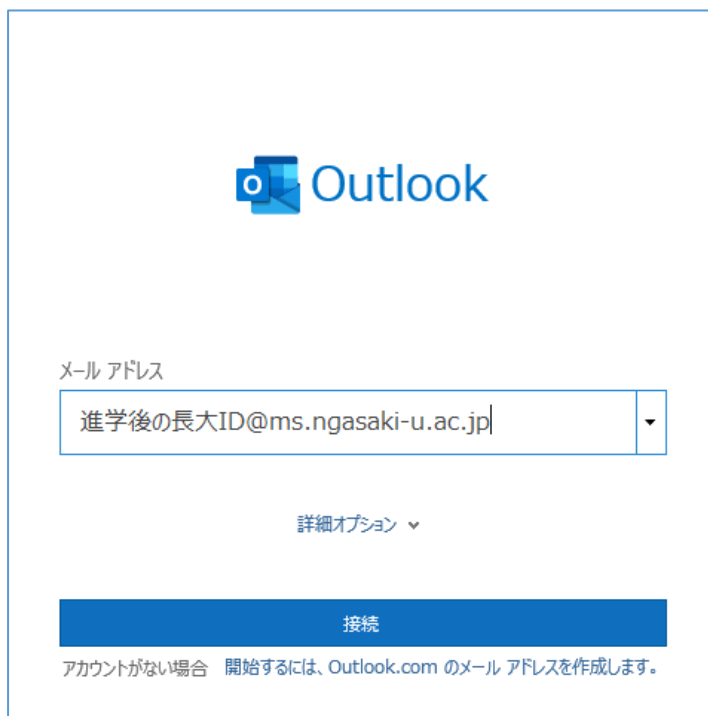 Outlook
メール アドレス
進学後の長大ID@ms.ngasaki-u.ac.jp
詳細オプション
接続
アカウントがない場合 開始するには、Outlook.com のメール アドレスを作成します。